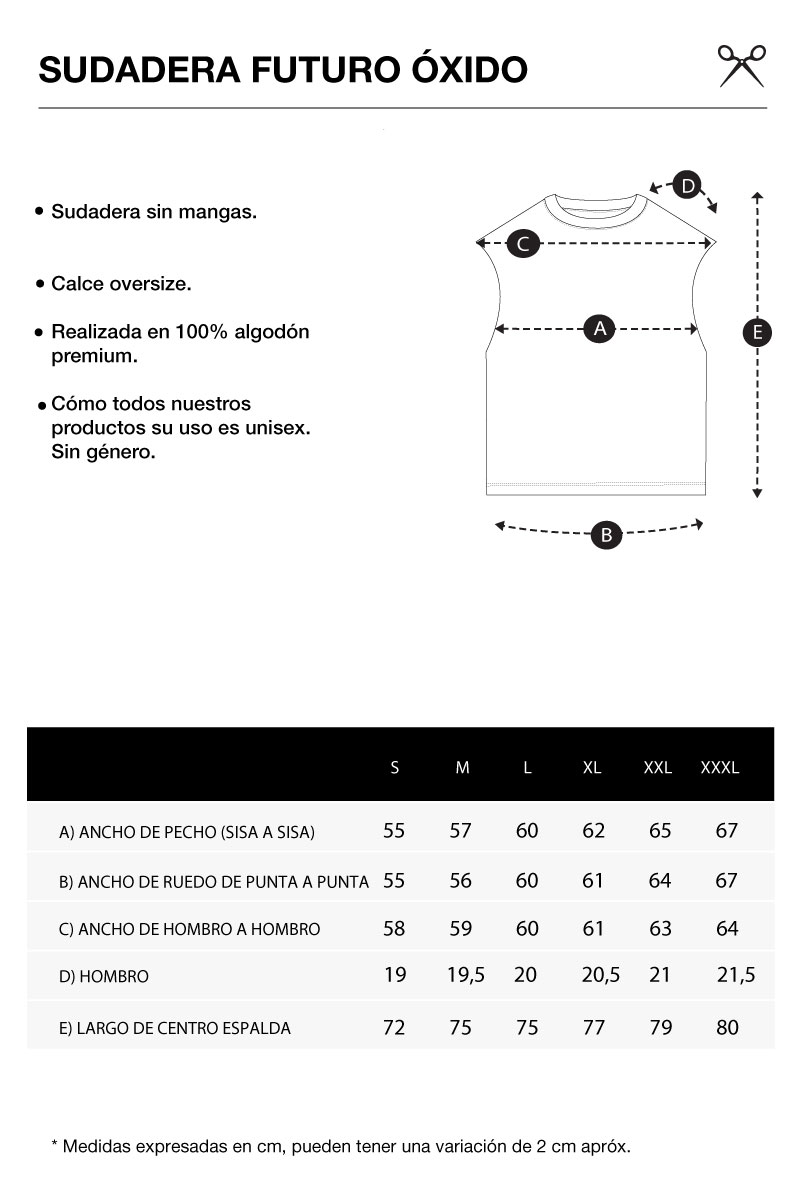 SUDADERA FUTURO ÓXIDO
• Sudadera sin mangas.
• Calce oversize.
• Realizada en 100% algodón
premium.
• Cómo todos nuestros
productos su uso es unisex.
Sin género.
D
C
A
E
B
S M L XL XXL XXXL
A) ANCHO DE PECHO (SISA A SISA) 55 57 60 62 65 67
B) ANCHO DE RUEDO DE PUNTA A PUNTA 55 56 60 61 64 67
C) ANCHO DE HOMBRO A HOMBRO 58 59 60 61 63 64
D) HOMBRO 19 19,5 20 20,5 21 21,5
E) LARGO DE CENTRO ESPALDA 72 75 75 77 79 80
* Medidas expresadas en cm, pueden tener una variación de 2 cm apróx.